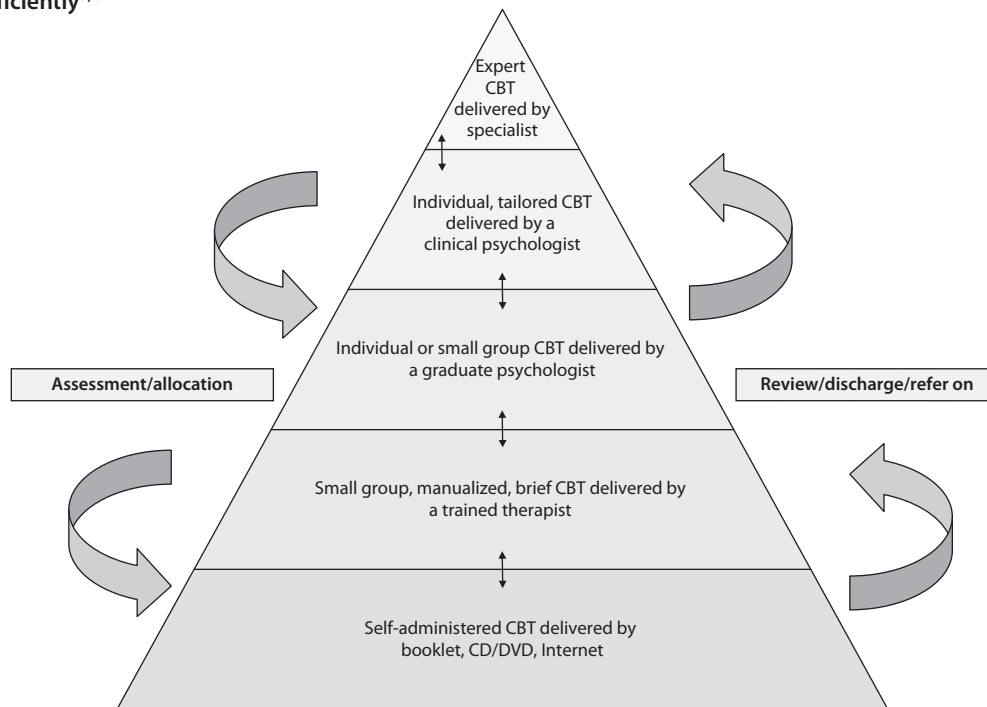 Expert
CBT
delivered by
specialist
Individual, tailored CBT
delivered by a
clinical psychologist
Individual or small group CBT delivered by
a graduate psychologist
Assessment/allocation
Review/discharge/refer on
Small group, manualized, brief CBT delivered by
a trained therapist
Self-administered CBT delivered by
booklet, CD/DVD, Internet